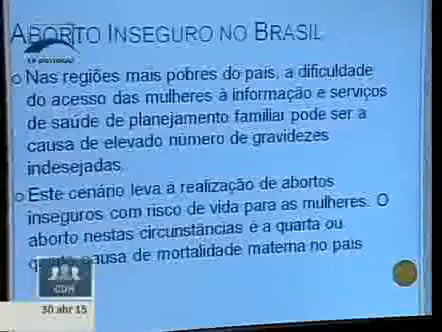 ABORTO INSEGURO NO BRASIL
TV SENADO
Nas regiões mais pobres do país, a dificuldade
do acesso das mulheres à informação e serviços
de saúde de planejamento familiar pode ser a
causa de elevado número de gravidezes
indesejadas.
Este cenário leva à realização de abortos
inseguros com risco de vida para as mulheres. O
aborto nestas circunstâncias é a quarta ou
causa de mortalidade materna no país
CDH
30 abr 15